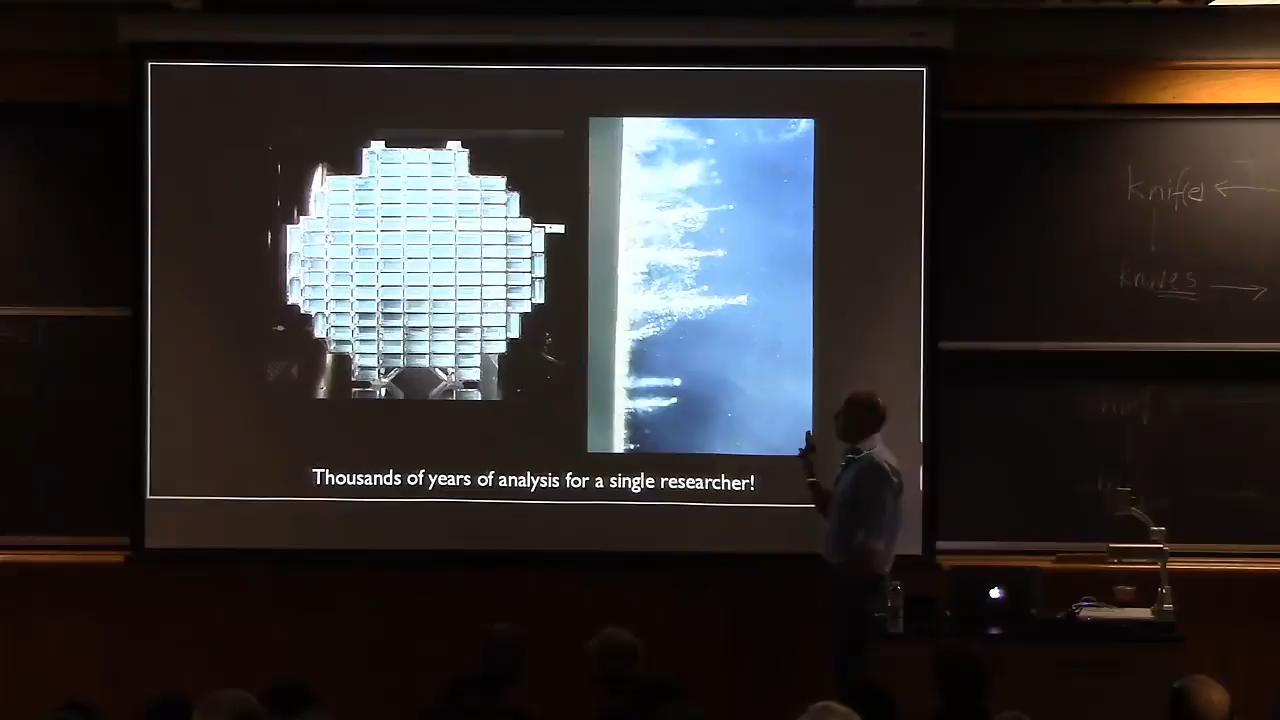 Thousands of years of analysis for a single researcher!
knife
knives